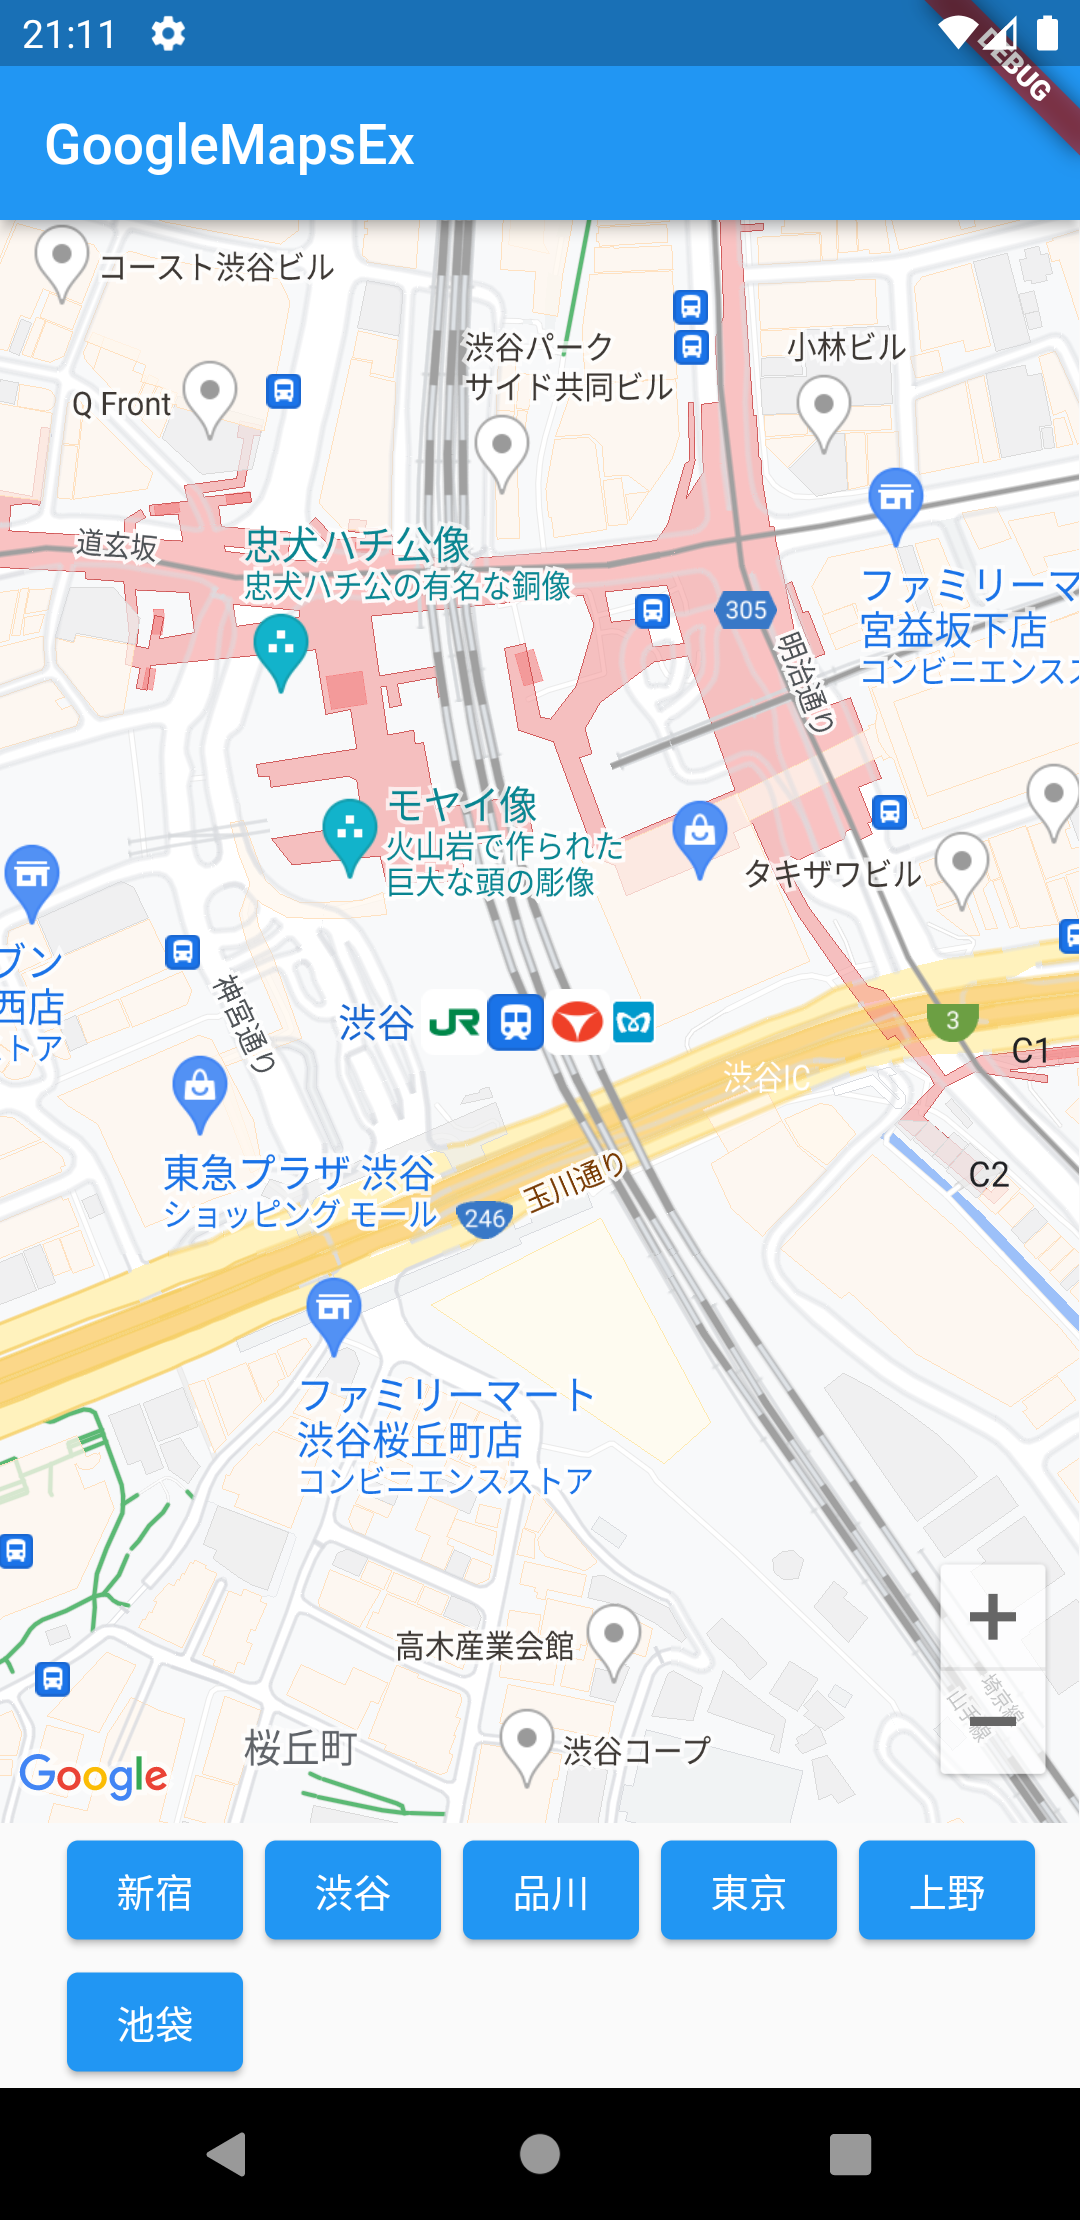 21:11
DEBUG
GoogleMapsEx
コースト渋谷ビル
渋谷パーク
サイド共同ビル
小林ビル
Q Front
道玄坂
忠犬ハチ公像
忠犬ハチ公の有名な銅像
305
ファミリーマ
宮益坂下店
コンビニエンスス
明治通り
モヤイ像
火山岩で作られた
巨大な頭の彫像
タキザワビル
ブン
西店
トア
神宮通り
渋谷
JR
3
C1
渋谷IC
東急プラザ 渋谷
ショッピング モール
玉川通り
246
C2
ファミリーマート
渋谷桜丘町店
コンビニエンスストア
高木産業会館
埼京線
山手線
桜丘町
渋谷コープ
Google
新宿
渋谷
品川
東京
上野
池袋